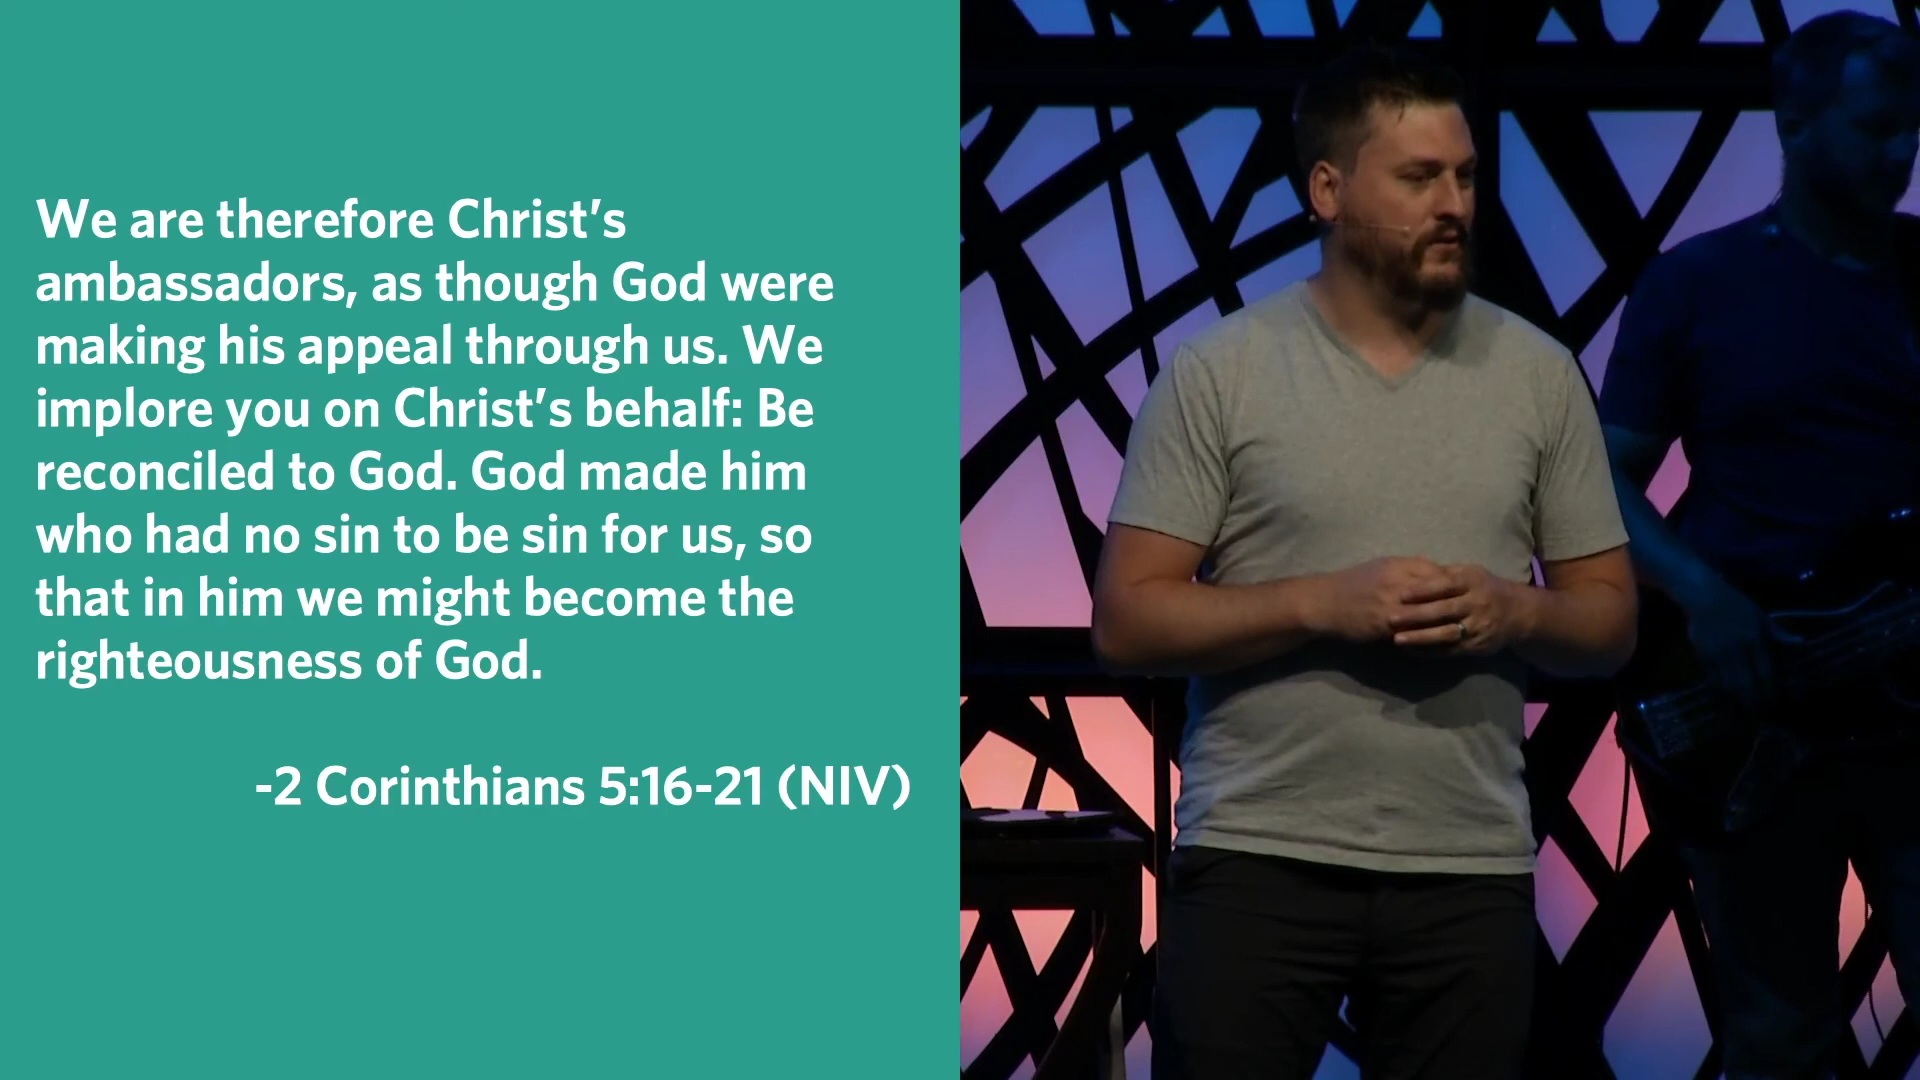 We are therefore Christ’s
ambassadors, as though God were
making his appeal through us. We
implore you on Christ’s behalf: Be
reconciled to God. God made him
who had no sin to be sin for us, so
that in him we might become the
righteousness of God.
-2 Corinthians 5:16-21 (NIV)